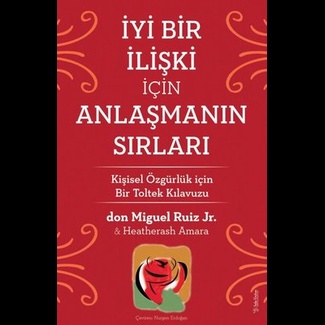 İYİ BİR
İLİŞKİ
İÇİN
ANLAŞMANIN
SIRLARI
Kişisel Özgürlük için
Bir Toltek Kılavuzu
don Miguel Ruiz Jr.
& Heatherash Amara